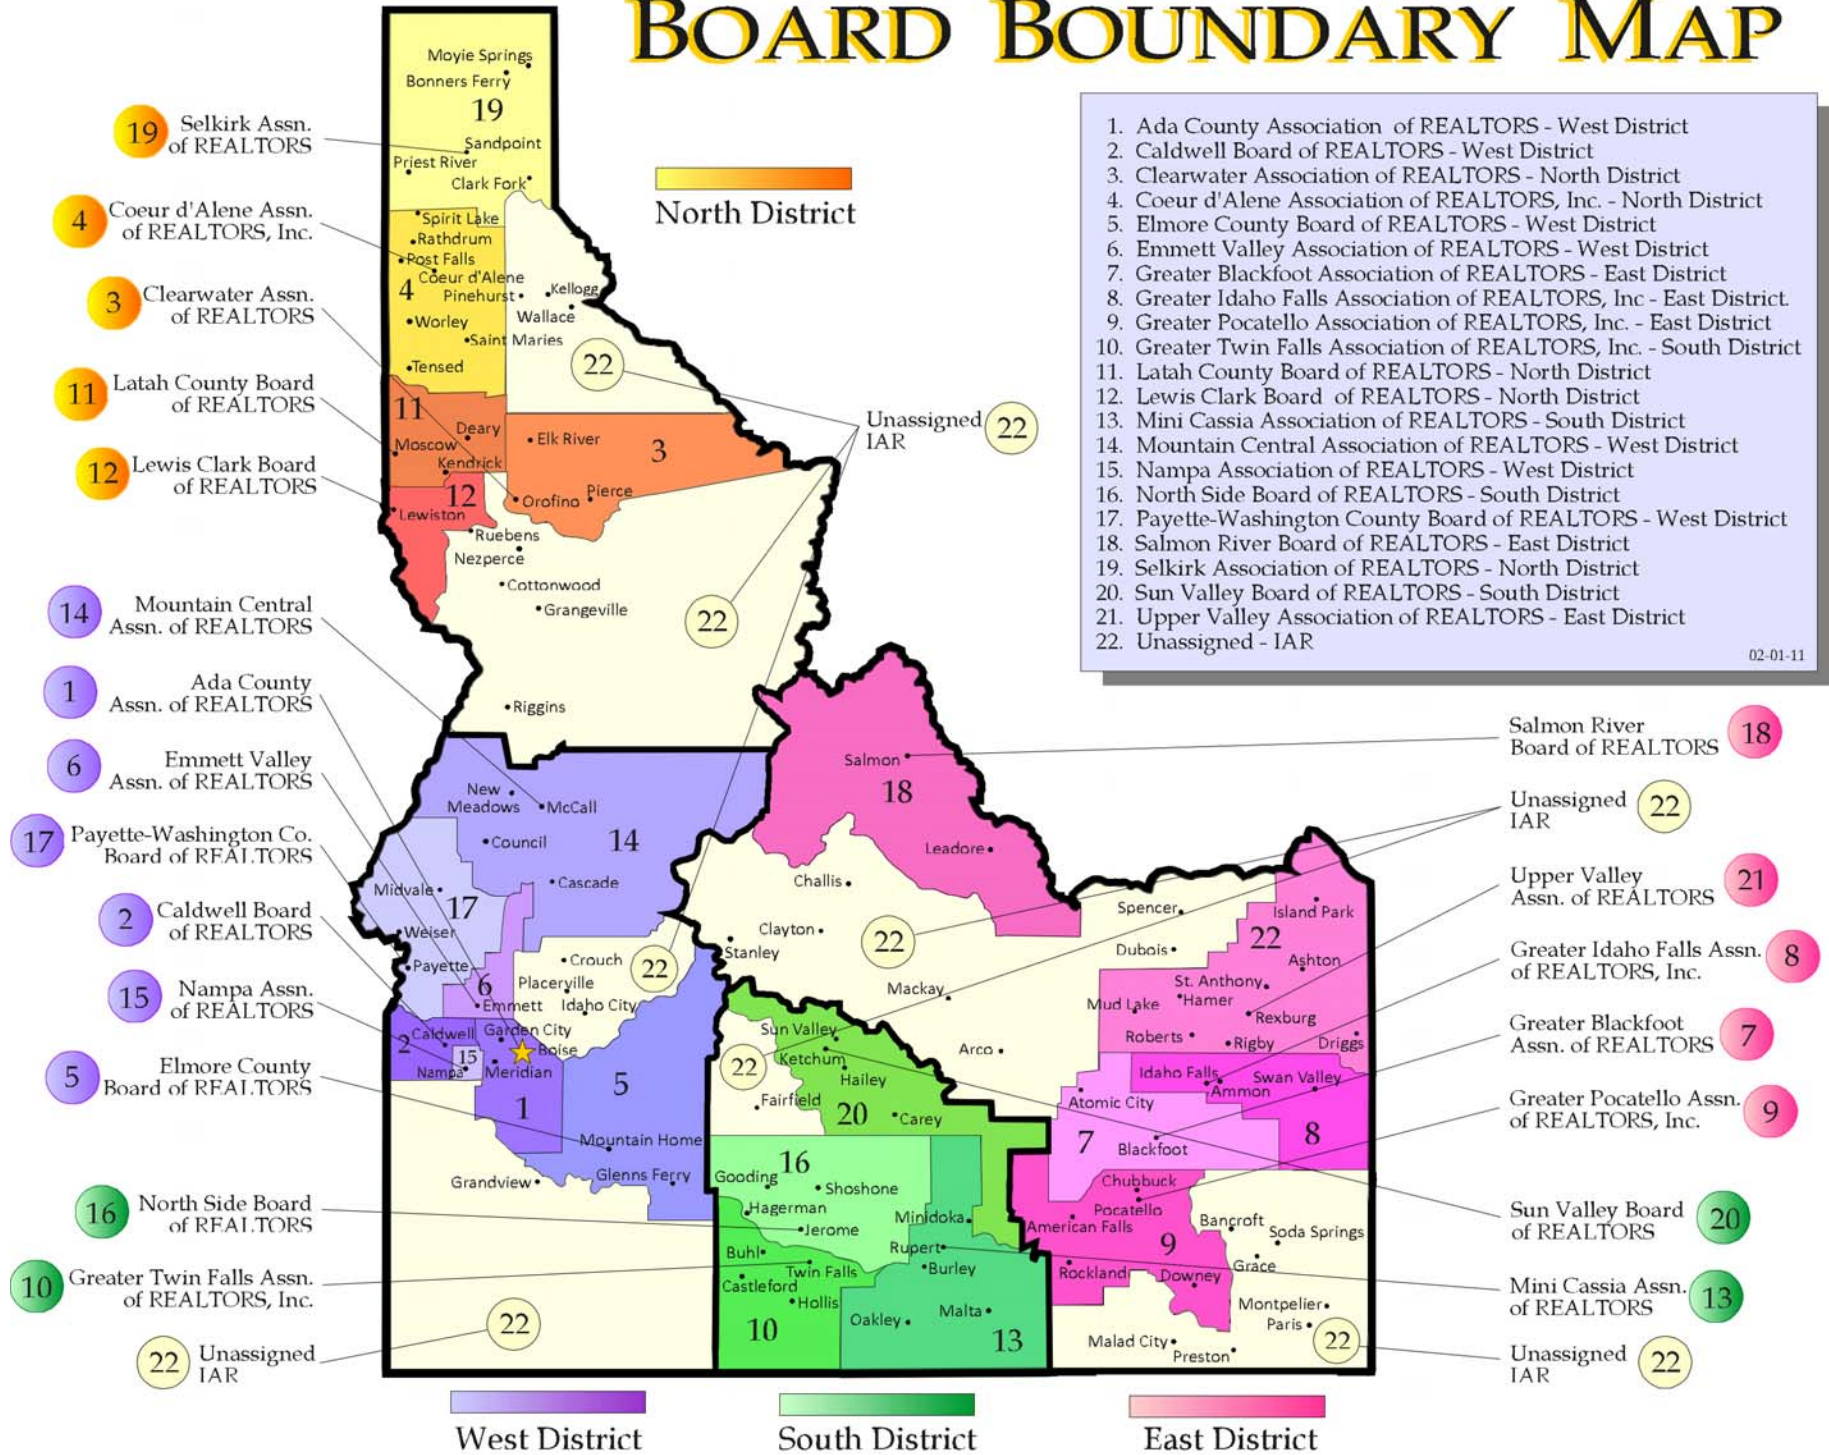 BOARD BOUNDARY MAP
1. Ada County Association of REALTORS - West District
2. Caldwell Board of REALTORS - West District
3. Clearwater Association of REALTORS - North District
4. Coeur d'Alene Association of REALTORS, Inc. - North District
5. Elmore County Board of REALTORS - West District
6. Emmett Valley Association of REALTORS - West District
7. Greater Blackfoot Association of REALTORS - East District
8. Greater Idaho Falls Association of REALTORS, Inc - East District.
9. Greater Pocatello Association of REALTORS, Inc. - East District
10. Greater Twin Falls Association of REALTORS, Inc. - South District
11. Latah County Board of REALTORS - North District
12. Lewis Clark Board of REALTORS - North District
13. Mini Cassia Association of REALTORS - South District
14. Mountain Central Association of REALTORS - West District
15. Nampa Association of REALTORS - West District
16. North Side Board of REALTORS - South District
17. Payette-Washington County Board of REALTORS - West District
18. Salmon River Board of REALTORS - East District
19. Selkirk Association of REALTORS - North District
20. Sun Valley Board of REALTORS - South District
21. Upper Valley Association of REALTORS - East District
22. Unassigned - IAR
02-01-11
19 Selkirk Assn.
of REALTORS
4 Coeur d'Alene Assn.
of REALTORS, Inc.
3 Clearwater Assn.
of REALTORS
11 Latah County Board
of REALTORS
12 Lewis Clark Board
of REALTORS
14 Mountain Central
Assn. of REALTORS
1 Ada County
Assn. of REALTORS
6 Emmett Valley
Assn. of REALTORS
17 Payette-Washington Co.
Board of REALTORS
2 Caldwell Board
of REALTORS
15 Nampa Assn.
of REALTORS
5 Elmore County
Board of REALTORS
16 North Side Board
of REALTORS
10 Greater Twin Falls Assn.
of REALTORS, Inc.
22 Unassigned
IAR
North District
Moyie Springs
Bonners Ferry
19
Sandpoint
Priest River
Clark Fork
Spirit Lake
Rathdrum
Post Falls
Coeur d'Alene
4
Pinehurst
Kellogg
Wallace
Worley
Saint Maries
22
Tensed
11
Deary
Moscow
Kendrick
Elk River
3
12
Orofino
Pierce
Lewiston
Ruebens
Nezperce
Cottonwood
Grangeville
22
Riggins
Unassigned
IAR
22
New
Meadows
McCall
Council
14
Cascade
Midvale
17
Weiser
Payette
6
Emmett
Crouch
Placerville
Idaho City
22
2
Caldwell
Garden City
Boise
15
Nampa
Meridian
1
5
Mountain Home
Glenns Ferry
Grandview
22
Salmon
18
Leadore
Challis
Clayton
Stanley
22
Mackay
Arco
Spencer
Dubois
Island Park
22
Ashton
St. Anthony
Hamer
Mud Lake
Rexburg
Roberts
Rigby
Driggs
Idaho Falls
Ammon
Swan Valley
8
Atomic City
7
Blackfoot
Sun Valley
Ketchum
Hailey
22
Fairfield
20
Carey
16
Gooding
Shoshone
Hagerman
Jerome
Minidoka
Rupert
Burley
Buhl
Twin Falls
Castleford
Hollis
10
Oakley
Malta
13
Chubbuck
Pocatello
American Falls
9
Rockland
Downey
Bancroft
Soda Springs
Grace
Montpelier
Paris
22
Malad City
Preston
Salmon River
Board of REALTORS
18
Unassigned
IAR
22
Upper Valley
Assn. of REALTORS
21
Greater Idaho Falls Assn.
of REALTORS, Inc.
8
Greater Blackfoot
Assn. of REALTORS
7
Greater Pocatello Assn.
of REALTORS, Inc.
9
Sun Valley Board
of REALTORS
20
Mini Cassia Assn.
of REALTORS
13
Unassigned
IAR
22
West District
South District
East District